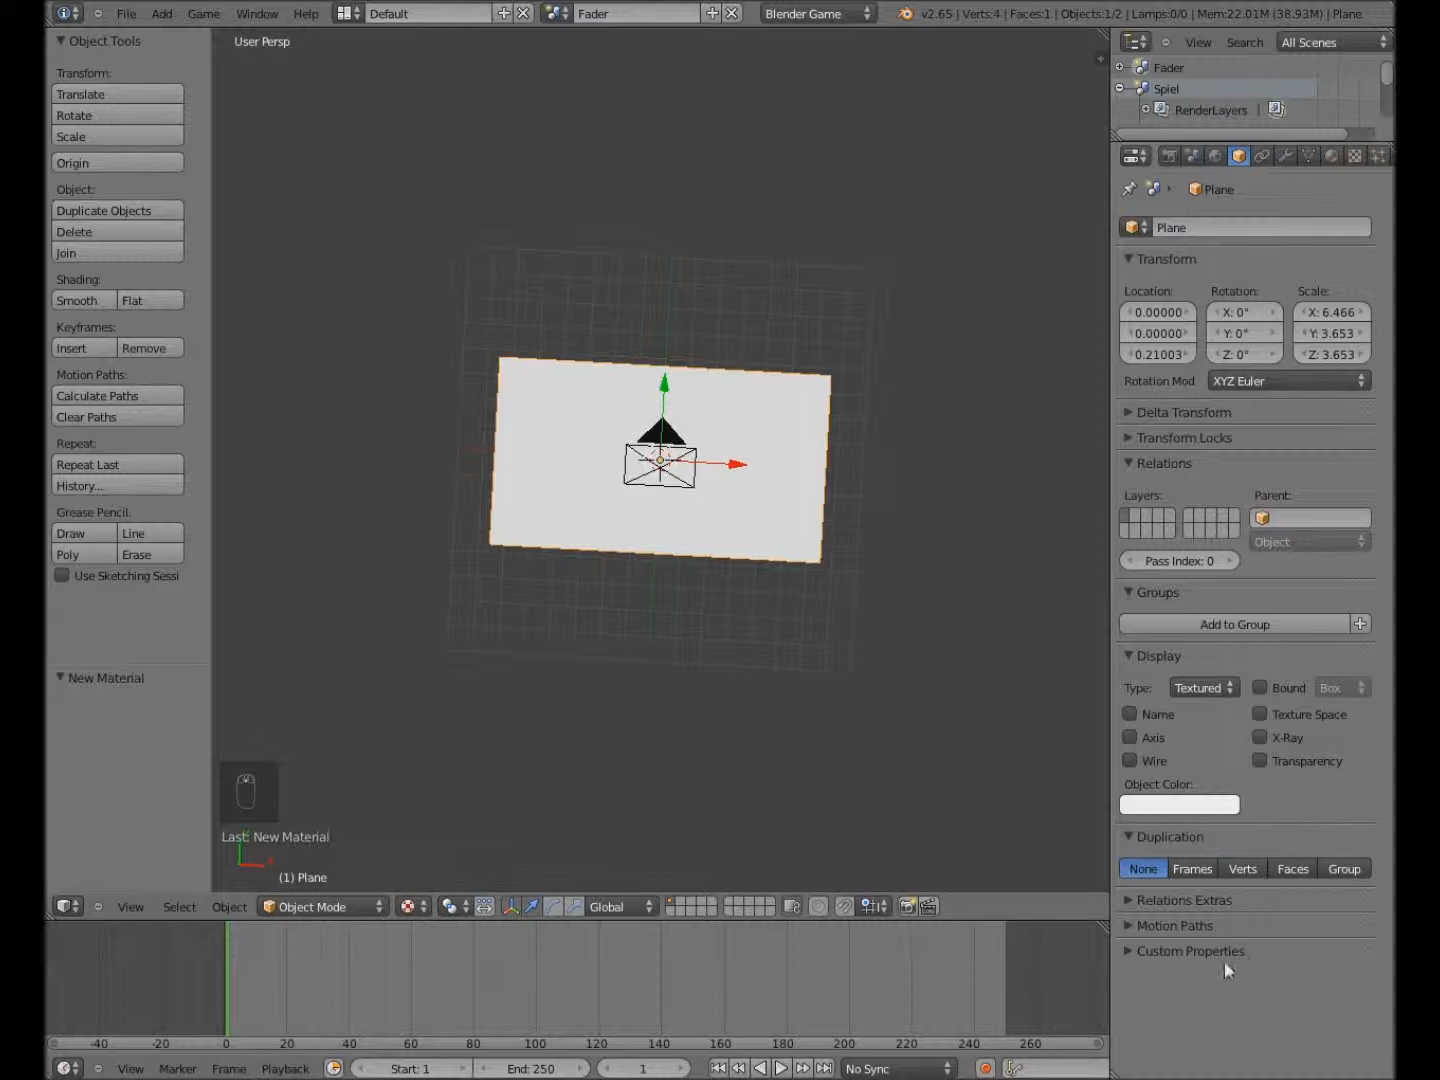 File Add Game Window Help Default Fader Blender Game v2.65 | Verts:4 | Faces:1 | Objects:1/2 | Lamps:0/0 | Mem:22.01M (38.93M) | Plane
Object Tools
Transform:
Translate
Rotate
Scale
Origin
Object:
Duplicate Objects
Delete
Join
Shading:
Smooth Flat
Keyframes:
Insert Remove
Motion Paths:
Calculate Paths
Clear Paths
Repeat:
Repeat Last
History...
Grease Pencil:
Draw Line
Poly Erase
Use Sketching Sessi
New Material
User Persp
Last: New Material
(1) Plane
View Select Object Object Mode Global
-40 -20 0 20 40 60 80 100 120 140 160 180 200 220 240 260
View Marker Frame Playback Start: 1 End: 250 1 No Sync
View Search All Scenes
Fader
Spiel
RenderLayers |
Plane
Plane
Transform
Location: Rotation: Scale:
0.00000 X: 0° X: 6.466
0.00000 Y: 0° Y: 3.653
0.21003 Z: 0° Z: 3.653
Rotation Mod XYZ Euler
Delta Transform
Transform Locks
Relations
Layers: Parent:
Object
Pass Index: 0
Groups
Add to Group
Display
Type: Textured Bound Box
Name Texture Space
Axis X-Ray
Wire Transparency
Object Color:
Duplication
None Frames Verts Faces Group
Relations Extras
Motion Paths
Custom Properties